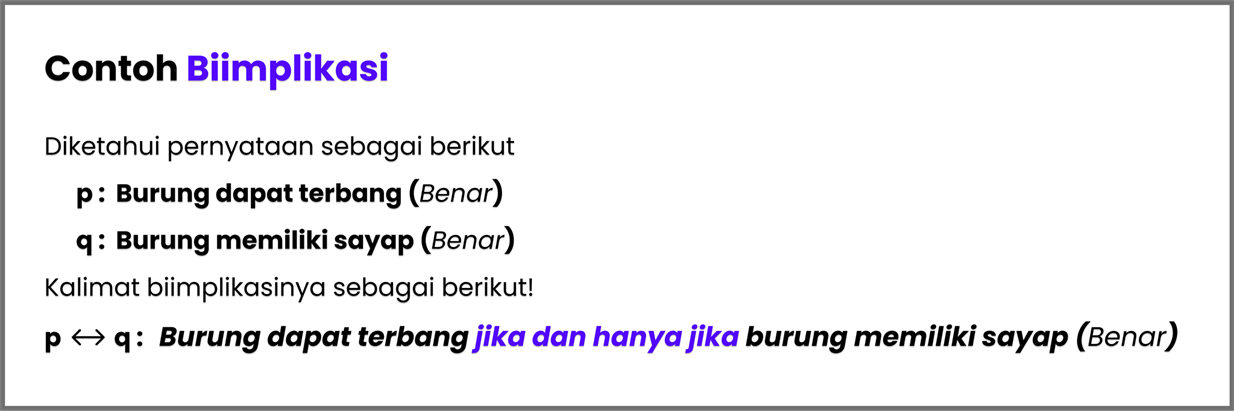 Contoh Biimplikasi
Diketahui pernyataan sebagai berikut
p : Burung dapat terbang (Benar)
q : Burung memiliki sayap (Benar)
Kalimat biimplikasinya sebagai berikut!
p ↔ q : Burung dapat terbang jika dan hanya jika burung memiliki sayap (Benar)